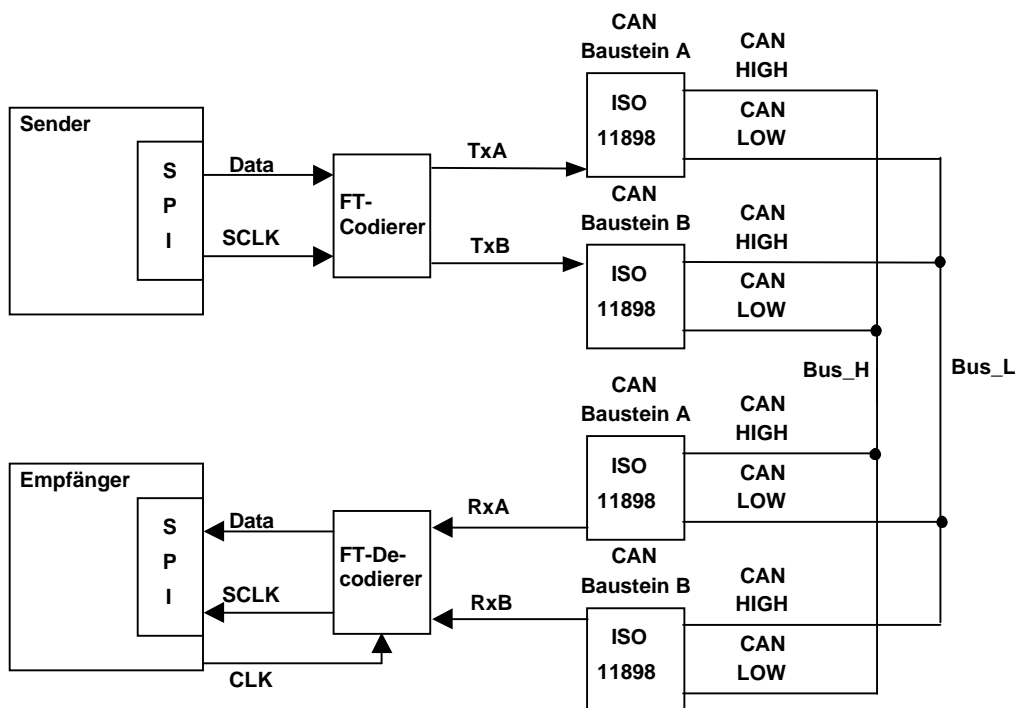 CAN
Baustein A
CAN
HIGH
ISO
11898
CAN
LOW
Sender
S
P
I
Data
SCLK
FT-
Codierer
TxA
TxB
CAN
Baustein B
CAN
HIGH
ISO
11898
CAN
LOW
Bus_H
Bus_L
CAN
Baustein A
CAN
HIGH
ISO
11898
CAN
LOW
Empfänger
S
P
I
Data
SCLK
CLK
FT-De-
codierer
RxA
RxB
CAN
Baustein B
CAN
HIGH
ISO
11898
CAN
LOW